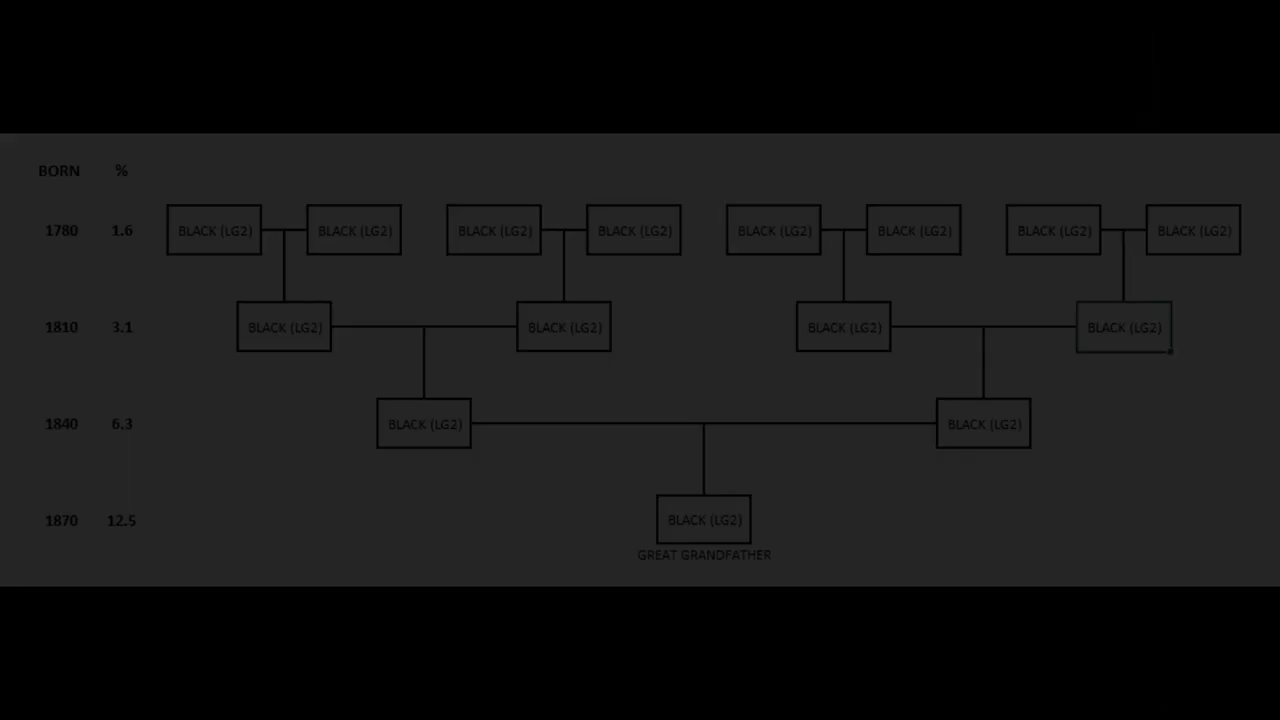 BORN %
1780 1.6 BLACK (LG2) BLACK (LG2) BLACK (LG2) BLACK (LG2) BLACK (LG2) BLACK (LG2) BLACK (LG2) BLACK (LG2)
1810 3.1 BLACK (LG2) BLACK (LG2) BLACK (LG2) BLACK (LG2)
1840 6.3 BLACK (LG2) BLACK (LG2)
1870 12.5 BLACK (LG2)
GREAT GRANDFATHER